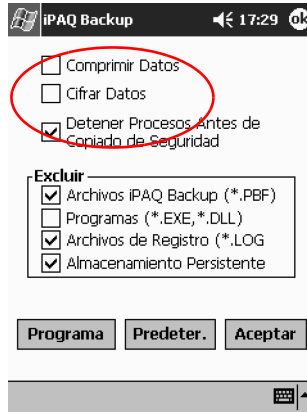 iPAQ Backup 17:29 ok
Comprimir Datos
Cifrar Datos
Detener Procesos Antes de
Copiado de Seguridad
Excluir
Archivos iPAQ Backup (*.PBF)
Programas (*.EXE,*.DLL)
Archivos de Registro (*.LOG
Almacenamiento Persistente
Programa Predeter. Aceptar